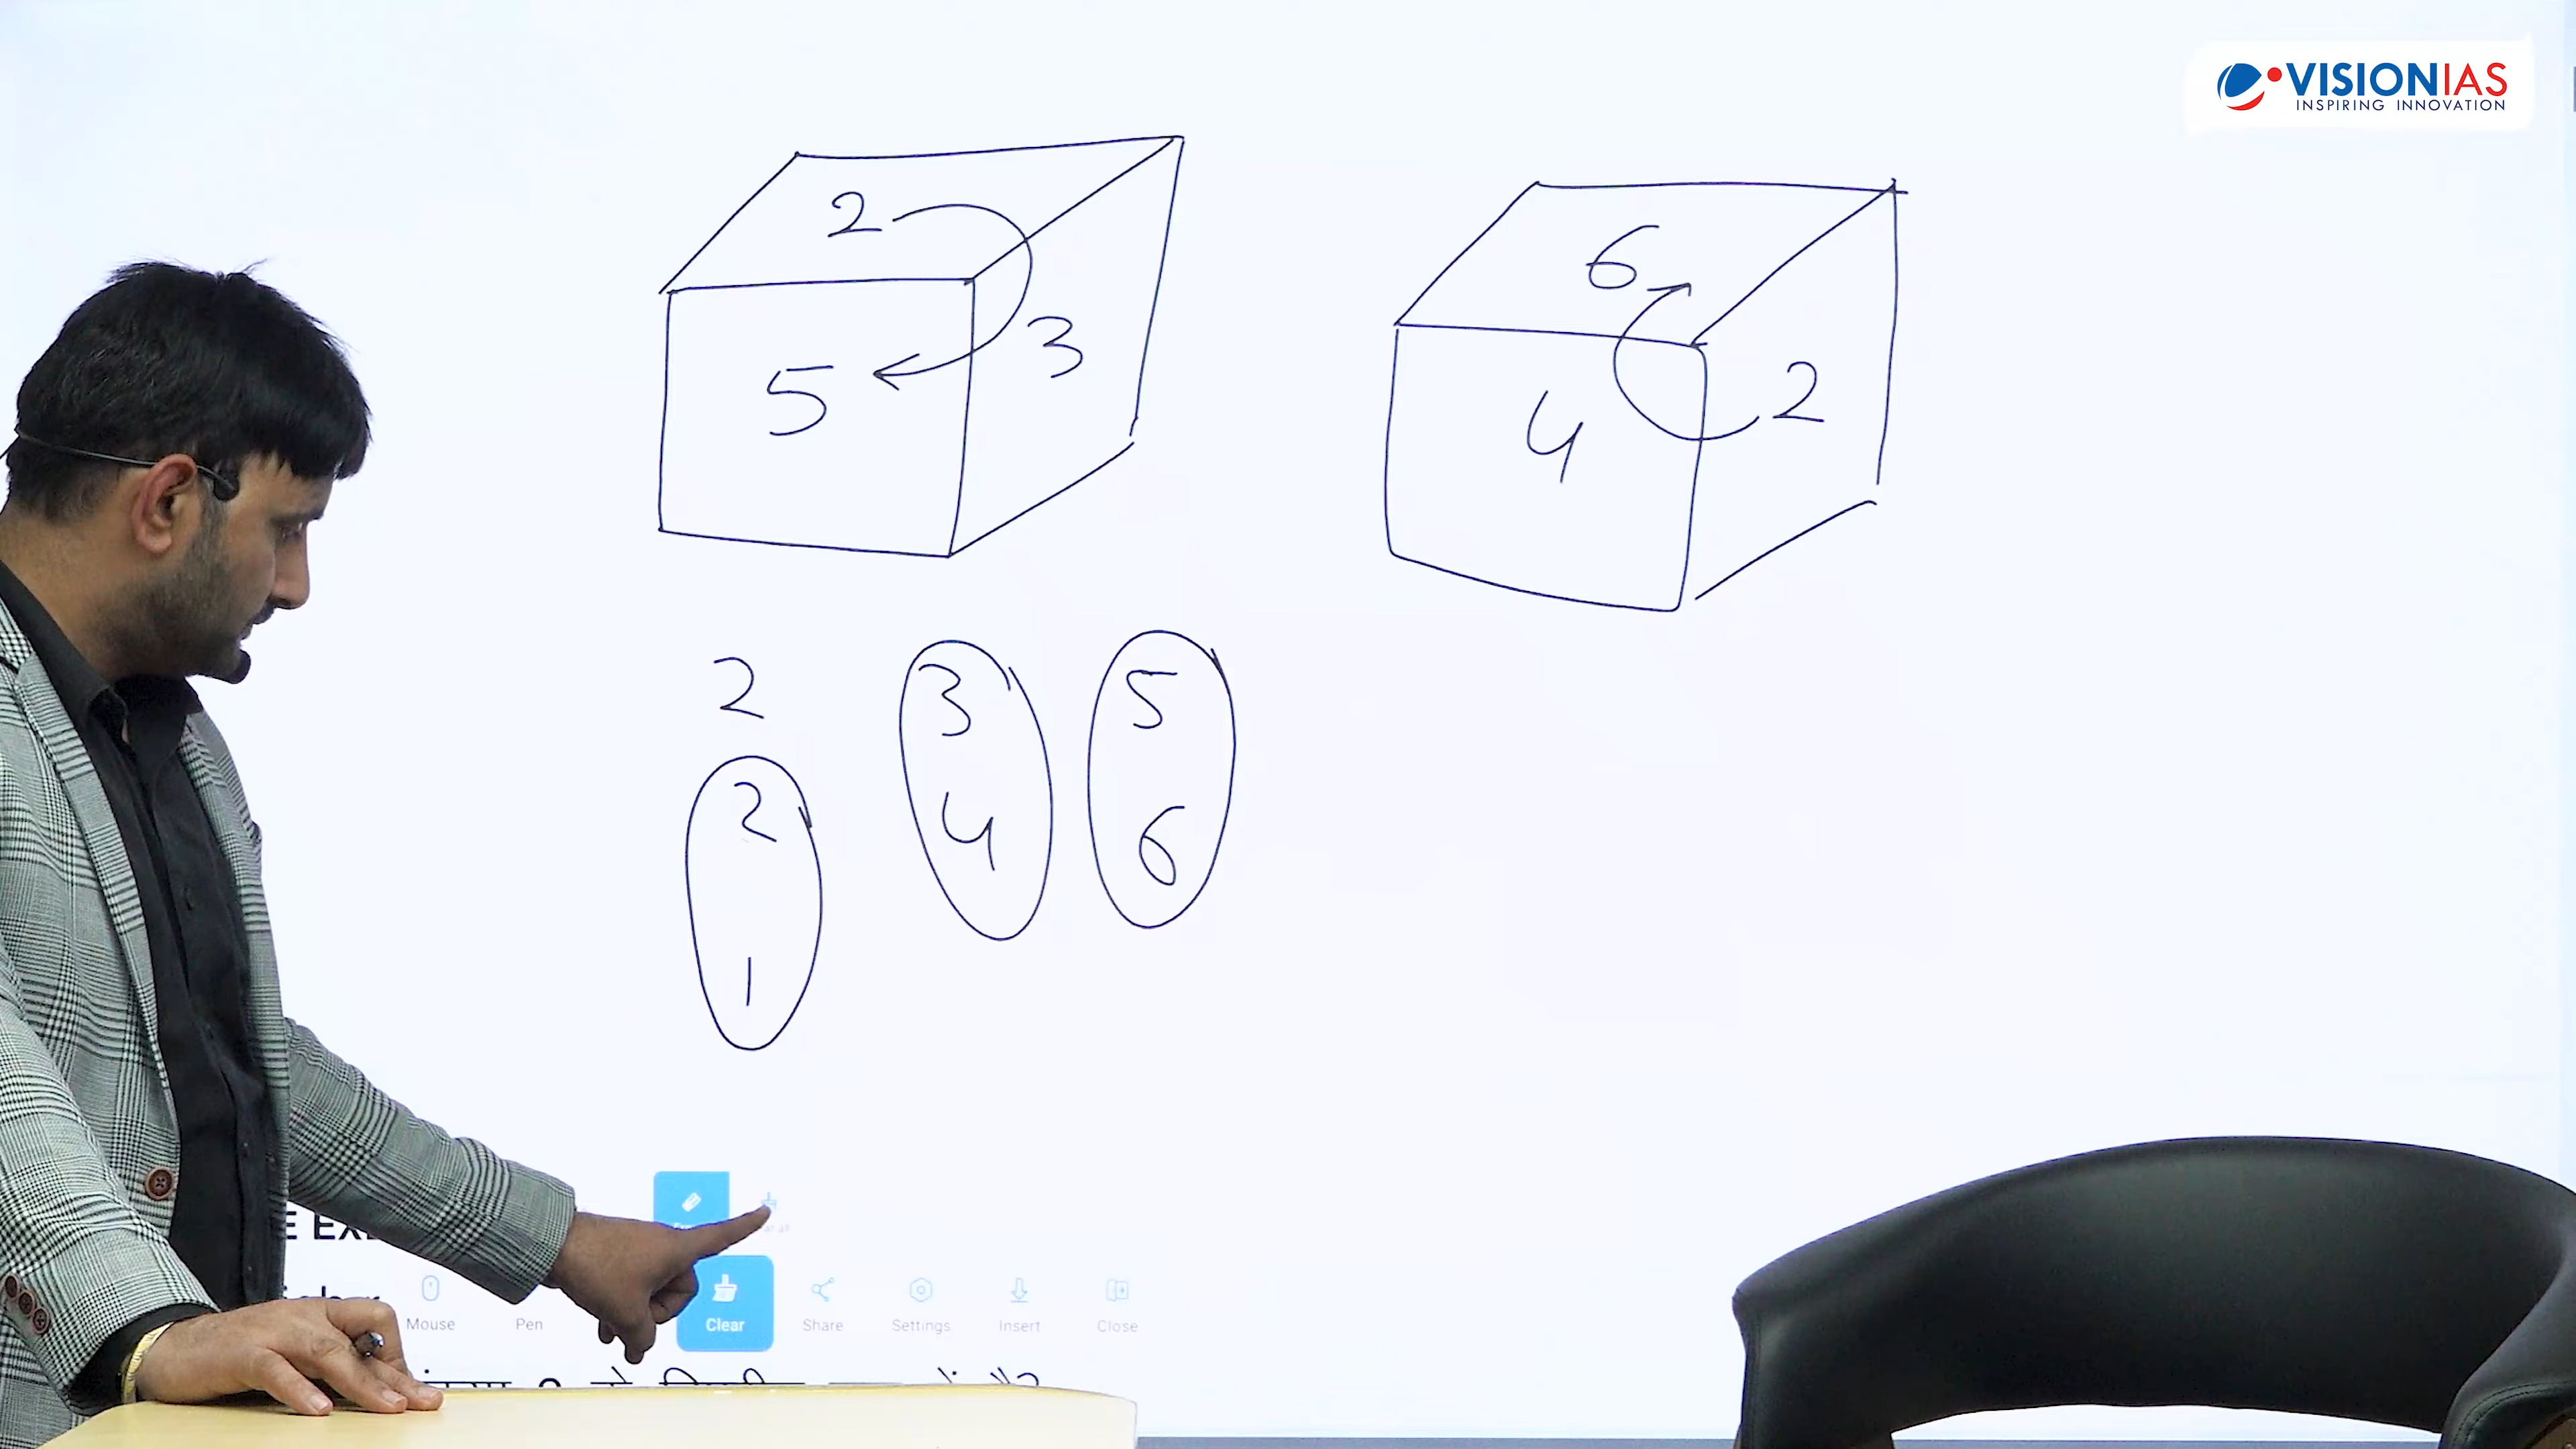 VISIONIAS
INSPIRING INNOVATION
2
5
3
6
4
2
2 3 5
2 4 6
1
Mouse
Pen
Clear
Share
Settings
Insert
Close